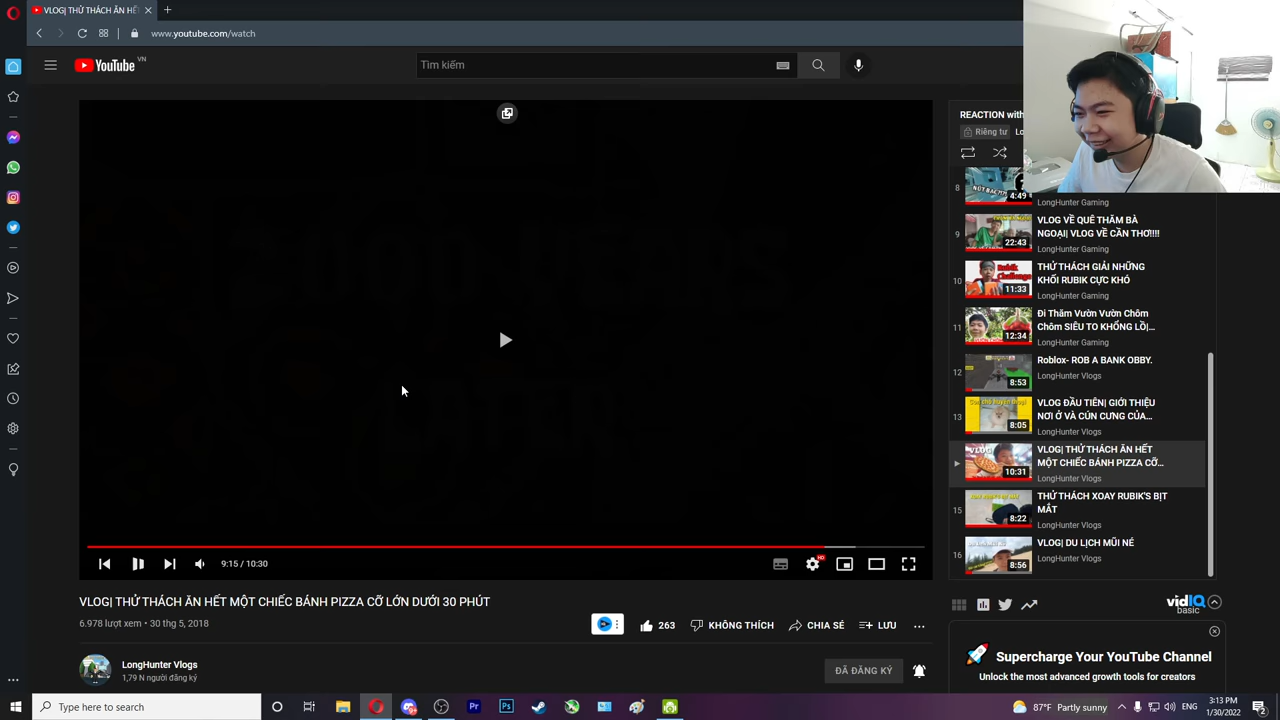 VLOG| THỬ THÁCH ĂN HẾ
www.youtube.com/watch
YouTube VN
Tìm kiếm
REACTION with
Riêng tư Lo
8
4:49
LongHunter Gaming
9
22:43
VLOG VỀ QUÊ THĂM BÀ
NGOẠI| VLOG VỀ CẦN THƠ!!!!
LongHunter Gaming
10
Rubik
Challenge
11:33
THỬ THÁCH GIẢI NHỮNG
KHỐI RUBIK CỰC KHÓ
LongHunter Gaming
11
12:34
Đi Thăm Vườn Vườn Chôm
Chôm SIÊU TO KHỔNG LỒ|...
LongHunter Gaming
12
8:53
Roblox- ROB A BANK OBBY.
LongHunter Vlogs
13
8:05
VLOG ĐẦU TIÊN| GIỚI THIỆU
NƠI Ở VÀ CÚN CƯNG CỦA...
LongHunter Vlogs
VLOG
10:31
VLOG| THỬ THÁCH ĂN HẾT
MỘT CHIẾC BÁNH PIZZA CỠ...
LongHunter Vlogs
15
8:22
THỬ THÁCH XOAY RUBIK'S BỊT
MẮT
LongHunter Vlogs
16
8:56
VLOG| DU LỊCH MŨI NÉ
LongHunter Vlogs
9:15 / 10:30
HD
VLOG| THỬ THÁCH ĂN HẾT MỘT CHIẾC BÁNH PIZZA CỠ LỚN DƯỚI 30 PHÚT
6.978 lượt xem • 30 thg 5, 2018
263
KHÔNG THÍCH
CHIA SẺ
LƯU
vidIQ
basic
LongHunter Vlogs
1,79 N người đăng ký
ĐÃ ĐĂNG KÝ
Supercharge Your YouTube Channel
Unlock the most advanced growth tools for creators
Type here to search
Pr
Ps
87°F Partly sunny
ENG
3:13 PM
1/30/2022
2